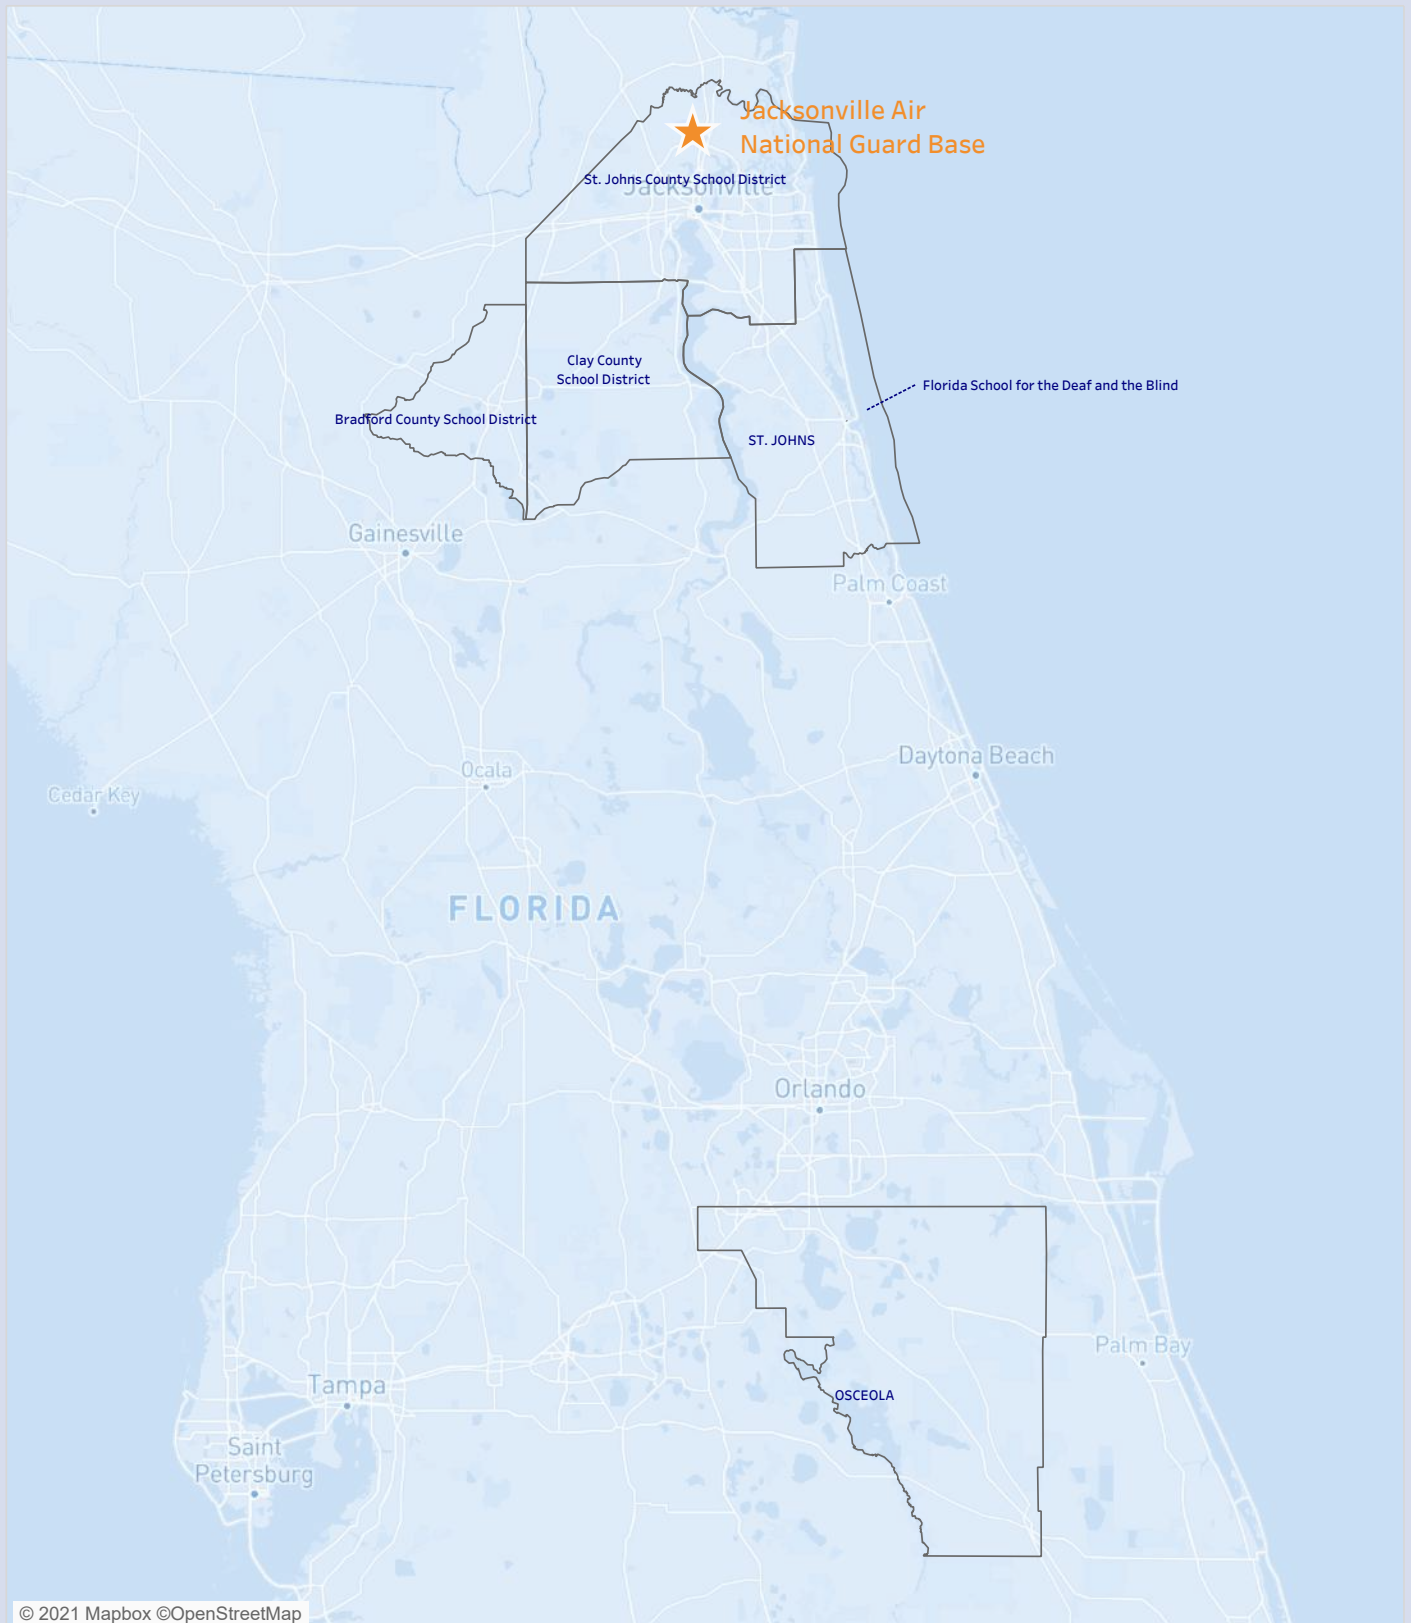 Jacksonville Air
National Guard Base
St. Johns County School District
Jacksonville
Clay County
School District
Florida School for the Deaf and the Blind
Bradford County School District
ST. JOHNS
Gainesville
Palm Coast
Daytona Beach
Ocala
Cedar Key
FLORIDA
Orlando
Palm Bay
Tampa
OSCEOLA
Saint
Petersburg
© 2021 Mapbox ©OpenStreetMap